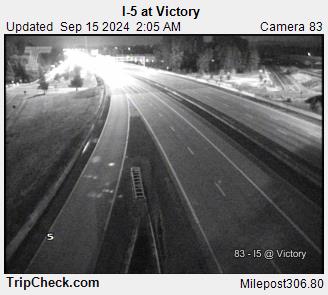 I-5 at Victory
Updated  Sep 15 2024  2:05 AM
Camera 83
S
83 - I5 @ Victory
TripCheck.com
Milepost306.80